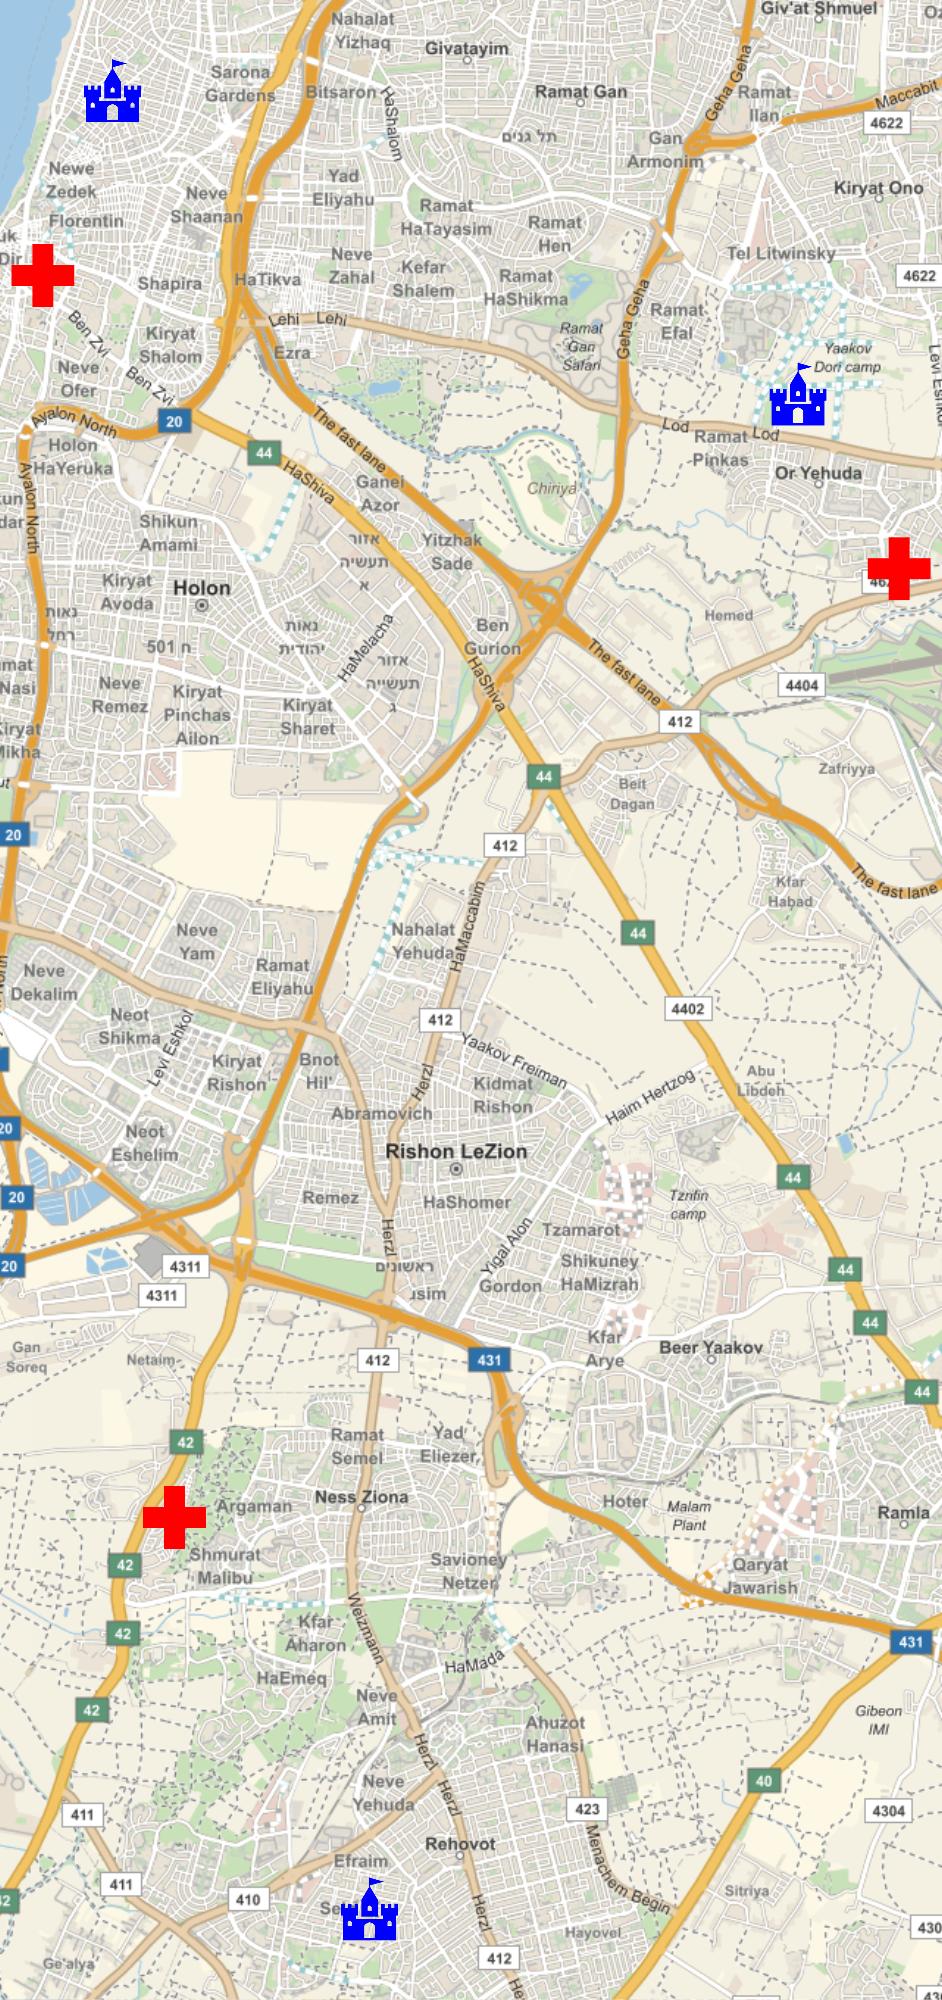 Nahalat
Yizhaq
Giv'at Shmuel
Givatayim
Sarona
Gardens
Bitsaron
Ramat Gan
Geha Geha
Ramat
Ilan
Maccabit
4622
HaShalom
תל גנים
Gan
Armonim
Newe
Zedek
Neve
Shaanan
Yad
Eliyahu
Kiryat Ono
Florentin
Ramat
HaTayasim
Ramat
Hen
Tel Litwinsky
Shapira
HaTikva
Neve
Zahal
Kefar
Shalem
Ramat
HaShikma
4622
Geha Geha
Ramat
Efal
Ben Zvi
Kiryat
Shalom
Lehi
Lehi
Ezra
Ramat
Gan
Safari
Yaakov
Dori camp
Neve
Ofer
Ben Zvi
Ayalon North
20
The fast lane
Lod
Lod
Ramat
Pinkas
Holon
HaYeruka
44
HaShiva
Or Yehuda
Ayalon North
Ganei
Azor
Chiriya
Shikun
Amami
אזור
תעשיה
א
Yitzhak
Sade
Holon
Kiryat
Avoda
נאות
רחל
501 ח
נאות
יהודית
HaMelacha
Ben
Gurion
Hemed
The fast lane
אזור
תעשייה
ג
HaShiva
4404
Neve
Remez
Kiryat
Pinchas
Ailon
Kiryat
Sharet
412
44
Beit
Dagan
Zafriyya
20
412
The fast lane
Kfar
Habad
HaMaccabim
Neve
Yam
Nahalat
Yehuda
44
Neve
Dekalim
Ramat
Eliyahu
4402
Neot
Shikma
Levi Eshkol
412
Yaakov Freiman
Kiryat
Rishon
Bnot
Hil'
Herzl
Kidmat
Rishon
Haim Hertzog
Abu
Libdeh
Abramovich
20
Neot
Eshelim
Rishon LeZion
44
20
Remez
HaShomer
Tzrifin
camp
Herzl
Yigal Alon
Tzamarot
20
4311
ראשונים
Shikuney
HaMizrah
44
4311
Gordon
44
Gan
Soreq
Netaim
412
431
Kfar
Arye
Beer Yaakov
44
42
Ramat
Semel
Yad
Eliezer
Argaman
Ness Ziona
Hoter
Malam
Plant
Ramla
42
Shmurat
Malibu
Savioney
Netzer
Qaryat
Jawarish
42
Kfar
Aharon
Weizmann
431
HaEmeq
HaMada
42
Neve
Amit
Ahuzot
Hanasi
Gibeon
IMI
Herzl
40
411
Neve
Yehuda
Herzl
423
4304
Rehovot
Menachem Begin
Efraim
411
410
Sitriya
Herzl
Hayovel
412
Ge'alya